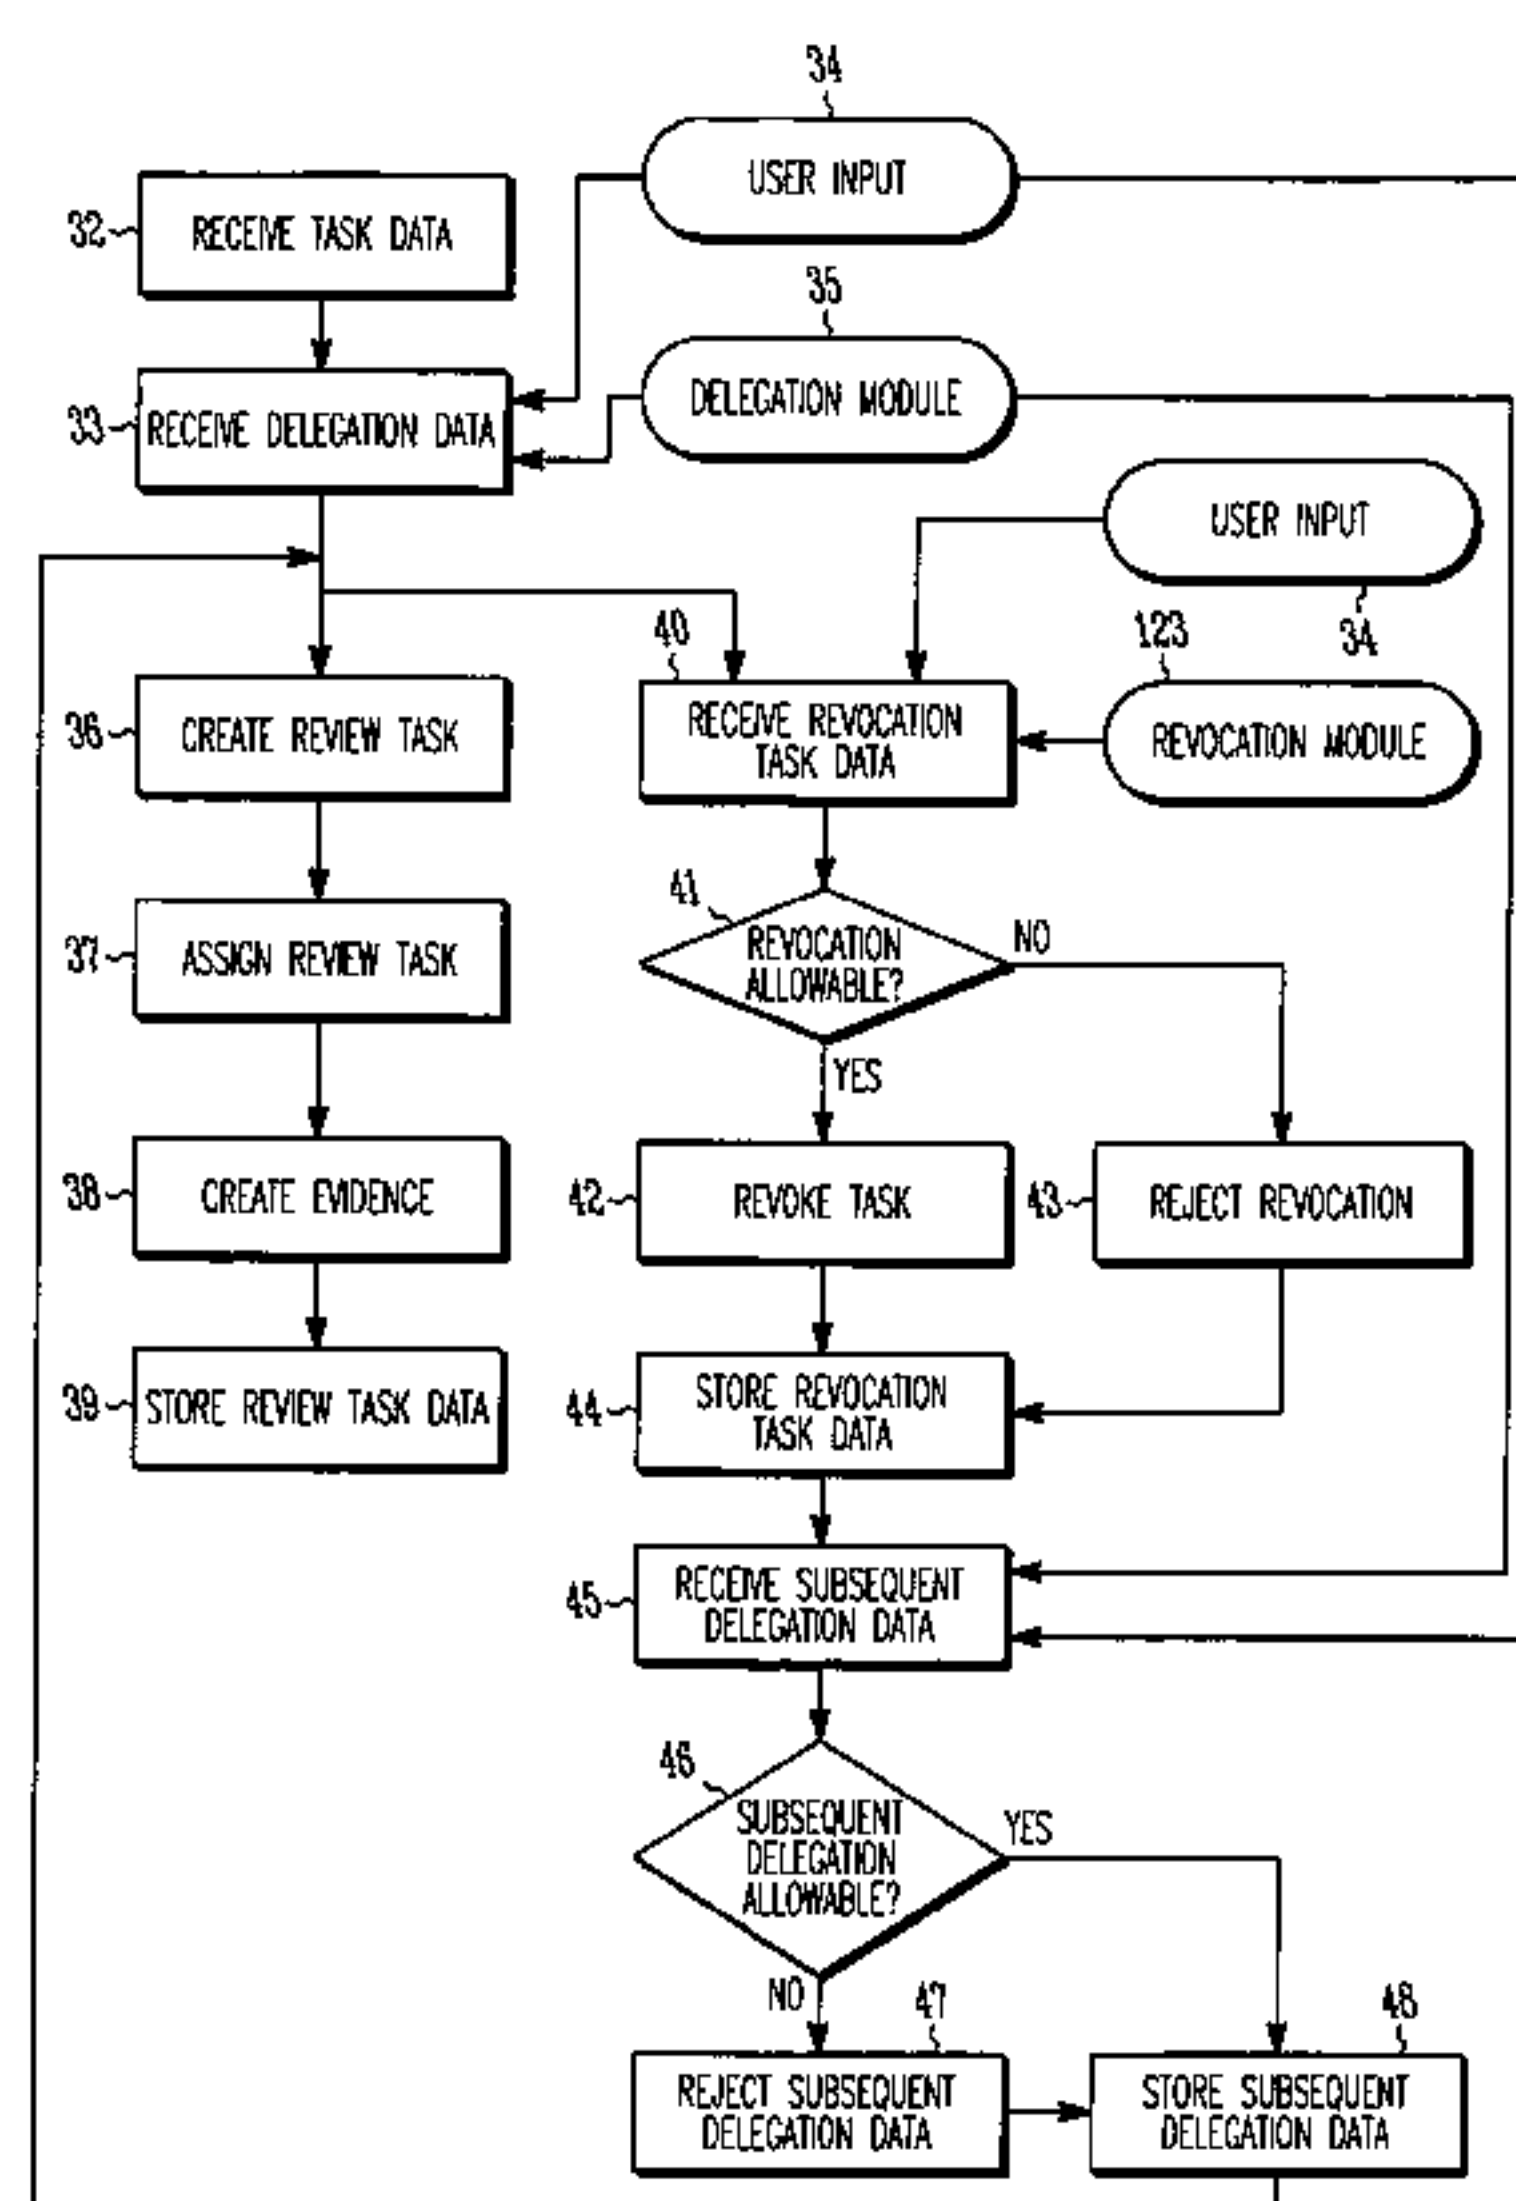 34
USER INPUT
32
RECEIVE TASK DATA
35
DELEGATION MODULE
33
RECEIVE DELEGATION DATA
USER INPUT
34
40
RECEIVE REVOCATION
TASK DATA
123
REVOCATION MODULE
36
CREATE REVIEW TASK
41
REVOCATION
ALLOWABLE?
NO
YES
37
ASSIGN REVIEW TASK
38
CREATE EVIDENCE
42
REVOKE TASK
43
REJECT REVOCATION
39
STORE REVIEW TASK DATA
44
STORE REVOCATION
TASK DATA
45
RECEIVE SUBSEQUENT
DELEGATION DATA
46
SUBSEQUENT
DELEGATION
ALLOWABLE?
YES
NO
47
REJECT SUBSEQUENT
DELEGATION DATA
48
STORE SUBSEQUENT
DELEGATION DATA